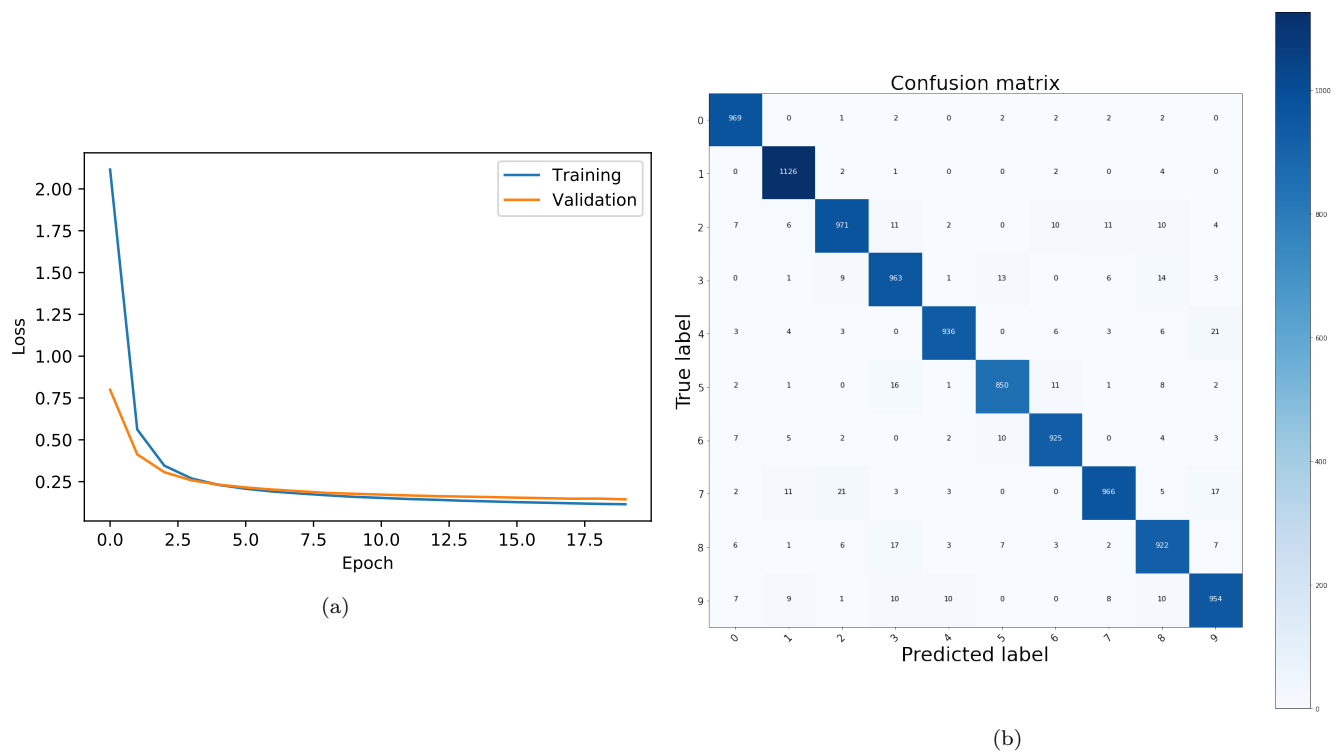 2.00
1.75
1.50
1.25
1.00
0.75
0.50
0.25
Loss
Training
Validation
0.0 2.5 5.0 7.5 10.0 12.5 15.0 17.5
Epoch
(a)
Confusion matrix
True label
0 969 0 1 2 0 2 2 2 2 0
1 0 1126 2 1 0 0 2 0 4 0
2 7 6 971 11 2 0 10 11 10 4
3 0 1 9 963 1 13 0 6 14 3
4 3 4 3 0 936 0 6 3 6 21
5 2 1 0 16 1 850 11 1 8 2
6 7 5 2 0 2 10 925 0 4 3
7 2 11 21 3 3 0 0 966 5 17
8 6 1 6 17 3 7 3 2 922 7
9 7 9 1 10 10 0 0 8 10 954
0 1 2 3 4 5 6 7 8 9
Predicted label
1000
800
600
400
200
0
(b)